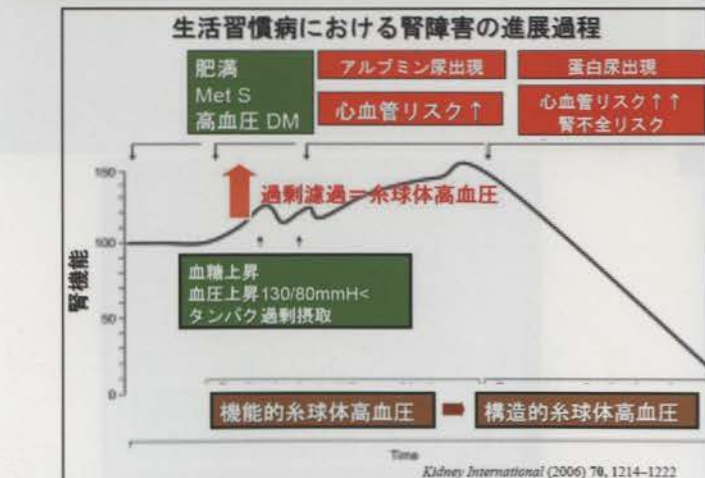 生活習慣病における腎障害の進展過程
肥満
Met S
高血圧 DM
アルブミン尿出現
心血管リスク↑
蛋白尿出現
心血管リスク↑↑
腎不全リスク
過剰濾過＝糸球体高血圧
150
100
50
0
腎機能
血糖上昇
血圧上昇130/80mmH<
タンパク過剰摂取
機能的糸球体高血圧
構造的糸球体高血圧
Time
Kidney International (2006) 70, 1214–1222